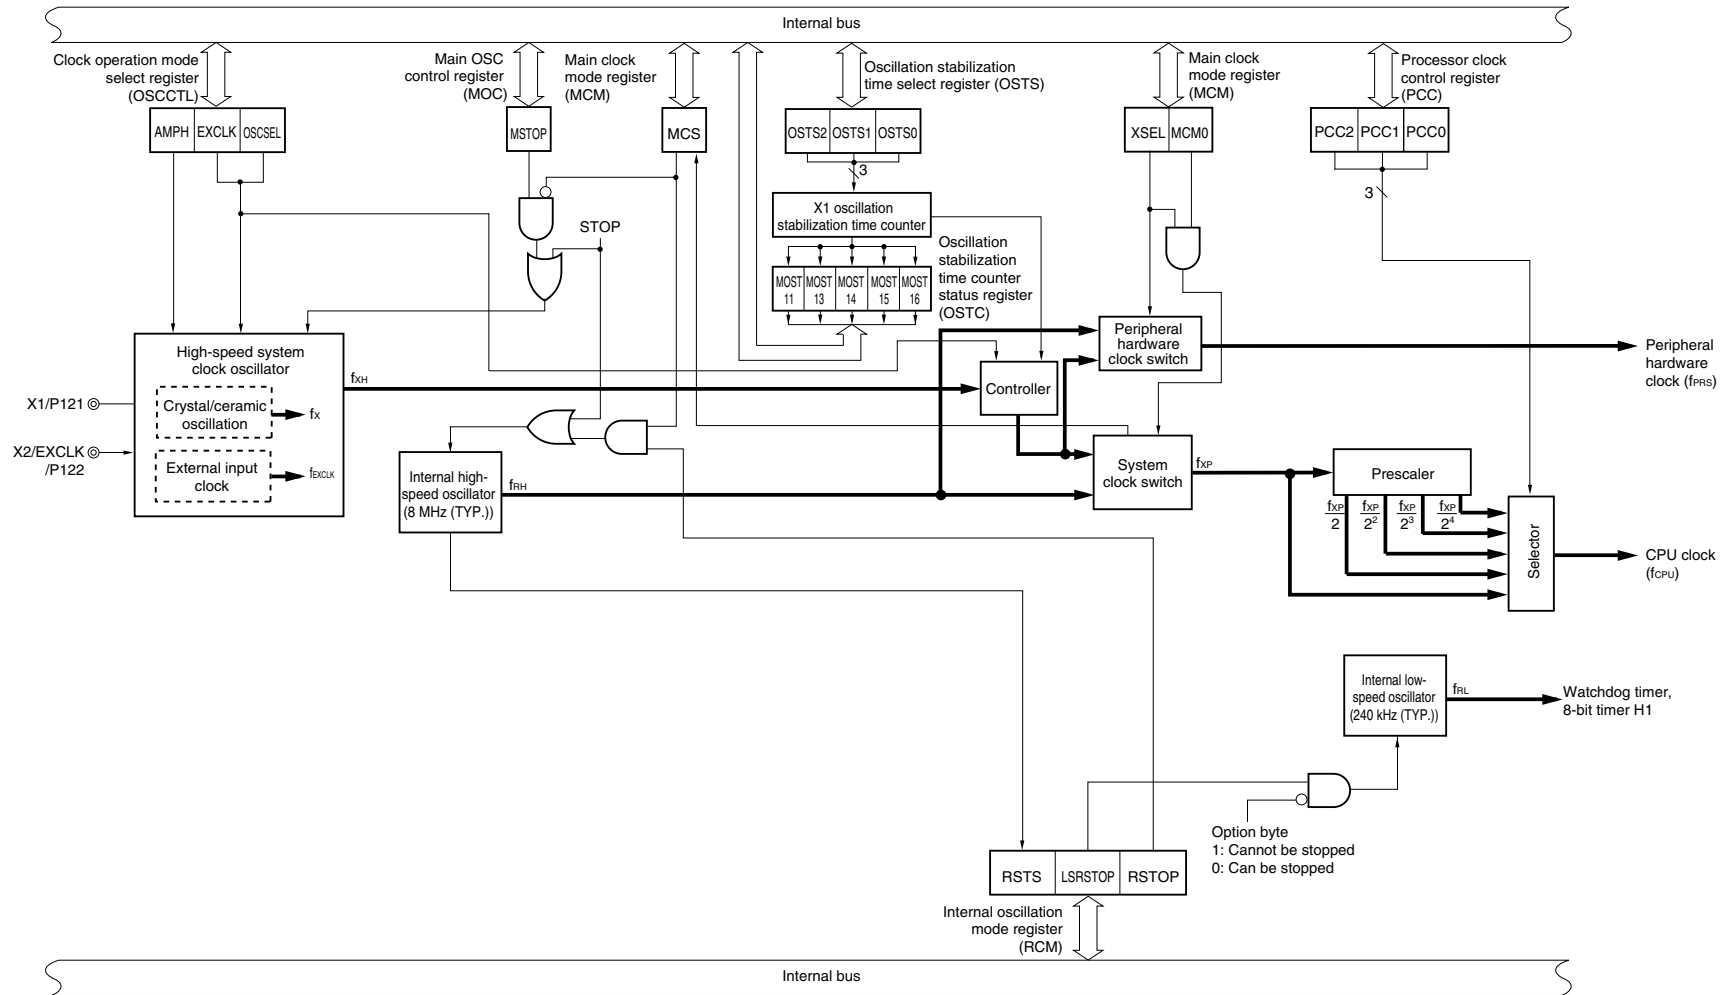 Internal bus
Clock operation mode
select register
(OSCCTL)
Main OSC
control register
(MOC)
Main clock
mode register
(MCM)
Oscillation stabilization
time select register (OSTS)
Main clock
mode register
(MCM)
Processor clock
control register
(PCC)
AMPH EXCLK OSCSEL
MSTOP
MCS
OSTS2 OSTS1 OSTS0
XSEL MCM0
PCC2 PCC1 PCC0
3
3
X1 oscillation
stabilization time counter
STOP
Oscillation
stabilization
time counter
status register
(OSTC)
MOST MOST MOST MOST MOST
11 13 14 15 16
High-speed system
clock oscillator
Crystal/ceramic
oscillation
fX
External input
clock
fEXCLK
X1/P121
X2/EXCLK
/P122
fXH
Controller
Peripheral
hardware
clock switch
Peripheral
hardware
clock (fPRS)
Internal high-
speed oscillator
(8 MHz (TYP.))
fRH
System
clock switch
fXP
Prescaler
fXP fXP fXP fXP
2 2² 2³ 2⁴
Selector
CPU clock
(fCPU)
Internal low-
speed oscillator
(240 kHz (TYP.))
fRL
Watchdog timer,
8-bit timer H1
Option byte
1: Cannot be stopped
0: Can be stopped
RSTS LSRSTOP RSTOP
Internal oscillation
mode register
(RCM)
Internal bus